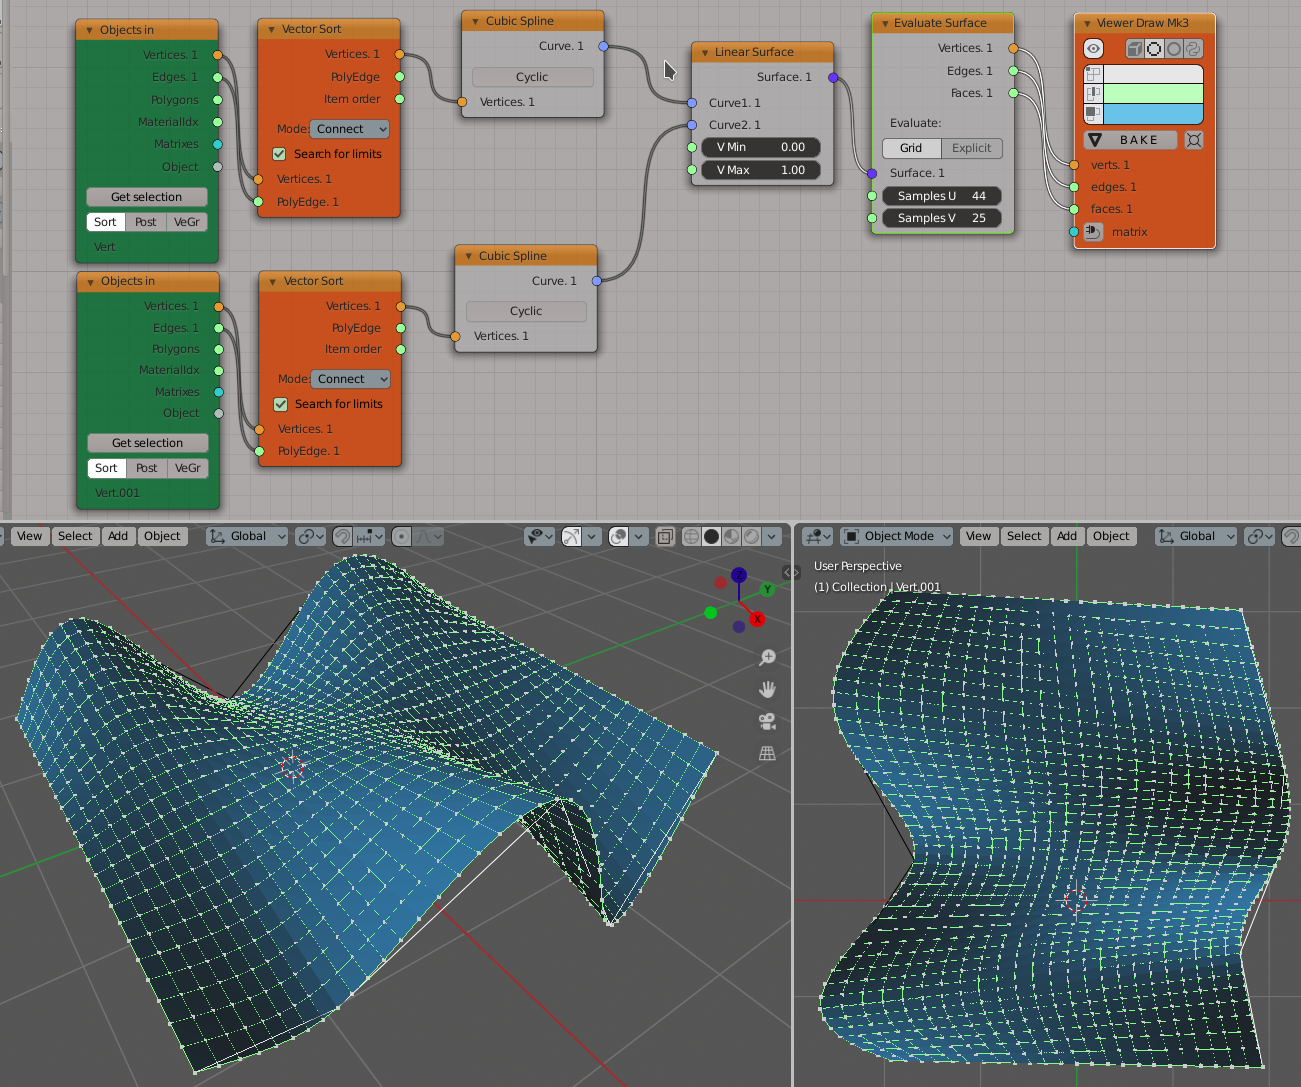 Objects in
Vertices. 1
Edges. 1
Polygons
MaterialIdx
Matrixes
Object
Get selection
Sort Post VeGr
Vert
Vector Sort
Vertices. 1
PolyEdge
Item order
Mode: Connect
Search for limits
Vertices. 1
PolyEdge. 1
Cubic Spline
Curve. 1
Cyclic
Vertices. 1
Linear Surface
Surface. 1
Curve1. 1
Curve2. 1
V Min 0.00
V Max 1.00
Evaluate Surface
Vertices. 1
Edges. 1
Faces. 1
Evaluate:
Grid Explicit
Surface. 1
Samples U 44
Samples V 25
Viewer Draw Mk3
BAKE
verts. 1
edges. 1
faces. 1
matrix
Objects in
Vertices. 1
Edges. 1
Polygons
MaterialIdx
Matrixes
Object
Get selection
Sort Post VeGr
Vert.001
Vector Sort
Vertices. 1
PolyEdge
Item order
Mode: Connect
Search for limits
Vertices. 1
PolyEdge. 1
Cubic Spline
Curve. 1
Cyclic
Vertices. 1
View Select Add Object Global
Z
Y
X
Object Mode View Select Add Object Global
User Perspective
(1) Collection | Vert.001